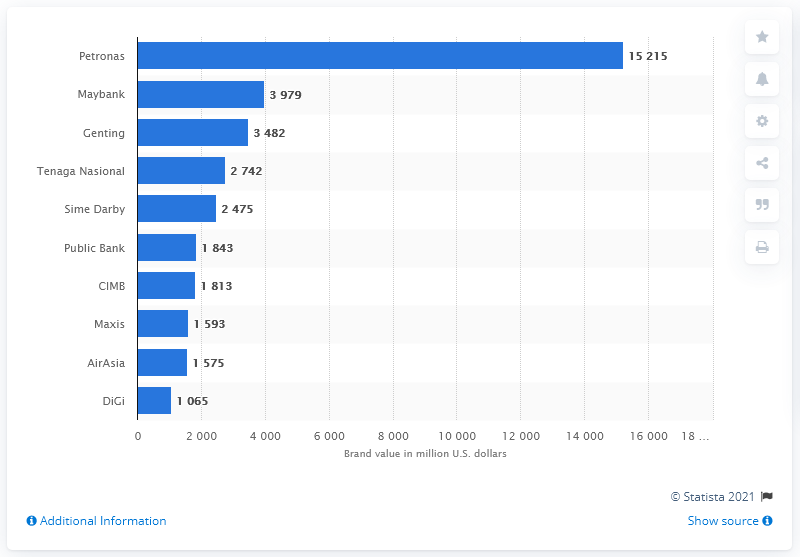 Petronas 15 215
Maybank 3 979
Genting 3 482
Tenaga Nasional 2 742
Sime Darby 2 475
Public Bank 1 843
CIMB 1 813
Maxis 1 593
AirAsia 1 575
DiGi 1 065
0 2 000 4 000 6 000 8 000 10 000 12 000 14 000 16 000 18 ...
Brand value in million U.S. dollars
© Statista 2021
Additional Information
Show source